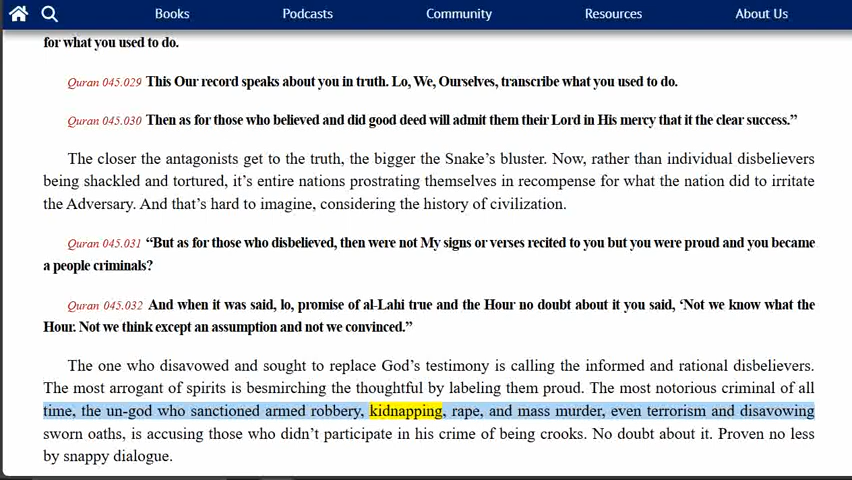 Books Podcasts Community Resources About Us
for what you used to do.
Quran 045.029 This Our record speaks about you in truth. Lo, We, Ourselves, transcribe what you used to do.
Quran 045.030 Then as for those who believed and did good deed will admit them their Lord in His mercy that it the clear success.”
The closer the antagonists get to the truth, the bigger the Snake’s bluster. Now, rather than individual disbelievers
being shackled and tortured, it’s entire nations prostrating themselves in recompense for what the nation did to irritate
the Adversary. And that’s hard to imagine, considering the history of civilization.
Quran 045.031 “But as for those who disbelieved, then were not My signs or verses recited to you but you were proud and you became
a people criminals?
Quran 045.032 And when it was said, lo, promise of al-Lahi true and the Hour no doubt about it you said, ‘Not we know what the
Hour. Not we think except an assumption and not we convinced.”
The one who disavowed and sought to replace God’s testimony is calling the informed and rational disbelievers.
The most arrogant of spirits is besmirching the thoughtful by labeling them proud. The most notorious criminal of all
time, the un-god who sanctioned armed robbery, kidnapping, rape, and mass murder, even terrorism and disavowing
sworn oaths, is accusing those who didn’t participate in his crime of being crooks. No doubt about it. Proven no less
by snappy dialogue.